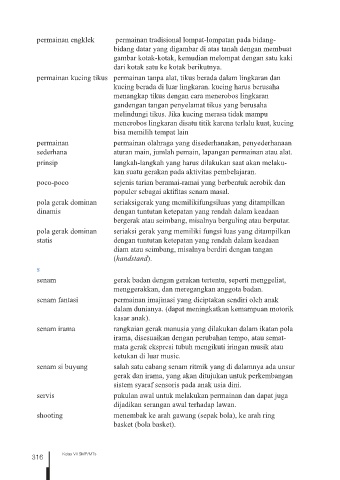 permainan engklek permainan tradisional lompat-lompatan pada bidang-
bidang datar yang digambar di atas tanah dengan membuat
gambar kotak-kotak, kemudian melompat dengan satu kaki
dari kotak satu ke kotak berikutnya.
permainan kucing tikus permainan tanpa alat, tikus berada dalam lingkaran dan
kucing berada di luar lingkaran. kucing harus berusaha
menangkap tikus dengan cara menerobos lingkaran
gandengan tangan penyelamat tikus yang berusaha
melindungi tikus. Jika kucing merasa tidak mampu
menerobos lingkaran disatu titik karena terlalu kuat, kucing
bisa memilih tempat lain
permainan permainan olahraga yang disederhanakan, penyederhanaan
sederhana aturan main, jumlah pemain, lapangan permainan atau alat.
prinsip langkah-langkah yang harus dilakukan saat akan melaku-
kan suatu gerakan pada aktivitas pembelajaran.
poco-poco sejenis tarian beramai-ramai yang berbentuk aerobik dan
populer sebagai aktifitas senam masal.
pola gerak dominan seriaksigerak yang memilikifungsiluas yang ditampilkan
dinamis dengan tuntutan ketepatan yang rendah dalam keadaan
bergerak atau seimbang, misalnya berguling atau berputar.
pola gerak dominan seriaksi gerak yang memiliki fungsi luas yang ditampilkan
statis dengan tuntutan ketepatan yang rendah dalam keadaan
diam atau seimbang, misalnya berdiri dengan tangan
(handstand).
s
senam gerak badan dengan gerakan tertentu, seperti menggeliat,
menggerakkan, dan meregangkan anggota badan.
senam fantasi permainan imajinasi yang diciptakan sendiri oleh anak
dalam dunianya. (dapat meningkatkan kemampuan motorik
kasar anak).
senam irama rangkaian gerak manusia yang dilakukan dalam ikatan pola
irama, disesuaikan dengan perubahan tempo, atau semat-
mata gerak ekspresi tubuh mengikuti iringan musik atau
ketukan di luar music.
senam si buyung salah satu cabang senam ritmik yang di dalamnya ada unsur
gerak dan irama, yang akan ditujukan untuk perkembangan
sistem syaraf sensoris pada anak usia dini.
servis pukulan awal untuk melakukan permainan dan dapat juga
dijadikan serangan awal terhadap lawan.
shooting menembak ke arah gawang (sepak bola), ke arah ring
basket (bola basket).
316 Kelas VII SMP/MTs